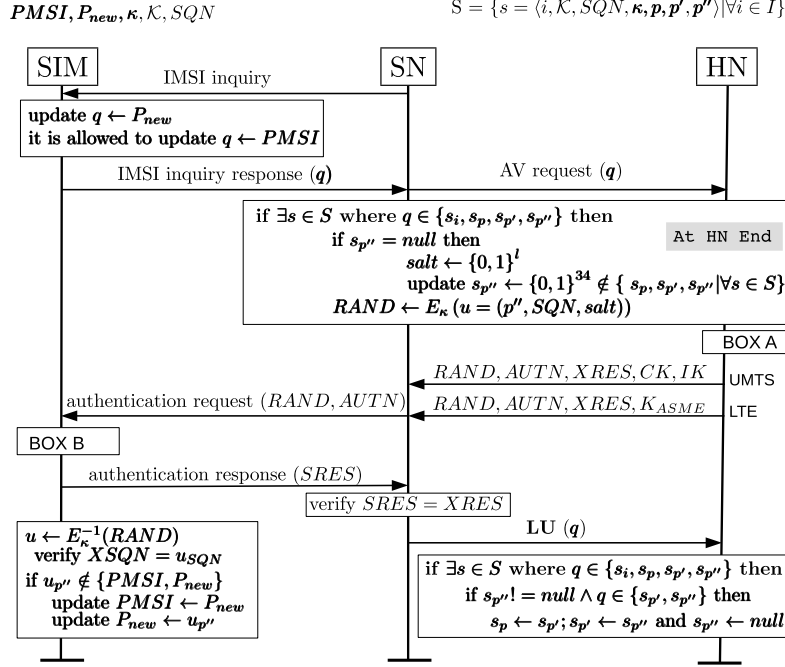 PMSI, P_new, κ, 𝒦, SQN
S = {s = ⟨i, 𝒦, SQN, κ, p, p′, p″⟩|∀i ∈ I}
SIM
SN
HN
IMSI inquiry
update q ← P_new
it is allowed to update q ← PMSI
IMSI inquiry response (q)
AV request (q)
if ∃s ∈ S where q ∈ {s_i, s_p, s_p′, s_p″} then
if s_p″ = null then
At HN End
salt ← {0, 1}^l
update s_p″ ← {0, 1}^34 ∉ { s_p, s_p′, s_p″|∀s ∈ S}
RAND ← E_κ (u = (p″, SQN, salt))
BOX A
RAND, AUTN, XRES, CK, IK
UMTS
authentication request (RAND, AUTN)
RAND, AUTN, XRES, K_ASME
LTE
BOX B
authentication response (SRES)
verify SRES = XRES
LU (q)
u ← E_κ^−1(RAND)
verify XSQN = u_SQN
if u_p″ ∉ {PMSI, P_new}
update PMSI ← P_new
update P_new ← u_p″
if ∃s ∈ S where q ∈ {s_i, s_p, s_p′, s_p″} then
if s_p″! = null ∧ q ∈ {s_p′, s_p″} then
s_p ← s_p′; s_p′ ← s_p″ and s_p″ ← null